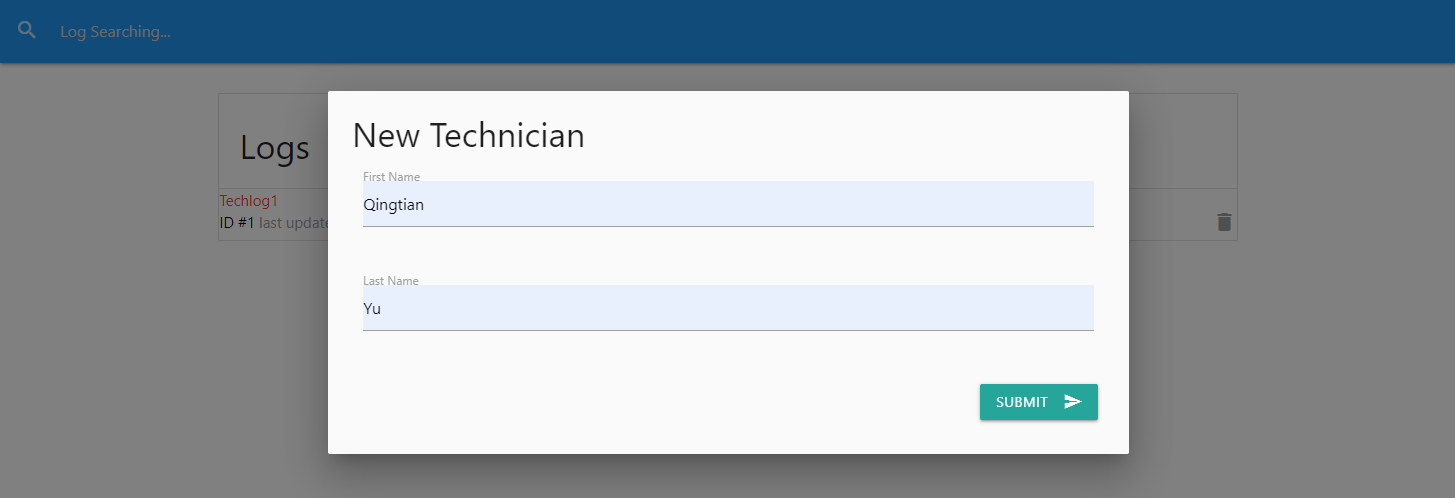 Log Searching...
Logs
Techlog1
ID #1 last update
New Technician
First Name
Qingtian
Last Name
Yu
SUBMIT